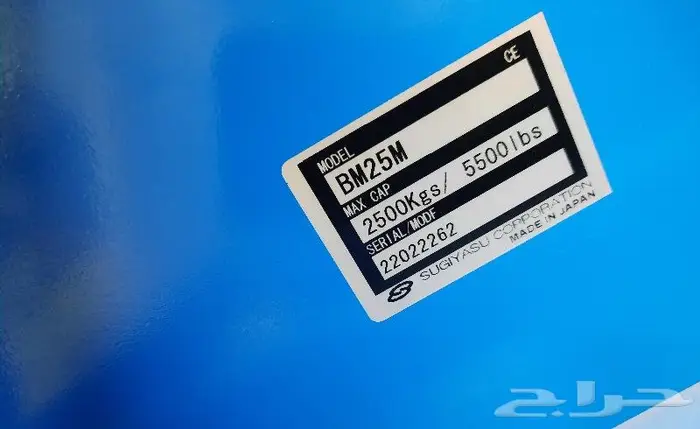 CE
MODEL
BM25M
MAX CAP
2500Kgs/ 5500lbs
SERIAL/MODF
22022262
SUGIYASU CORPORATION
MADE IN JAPAN
حراج